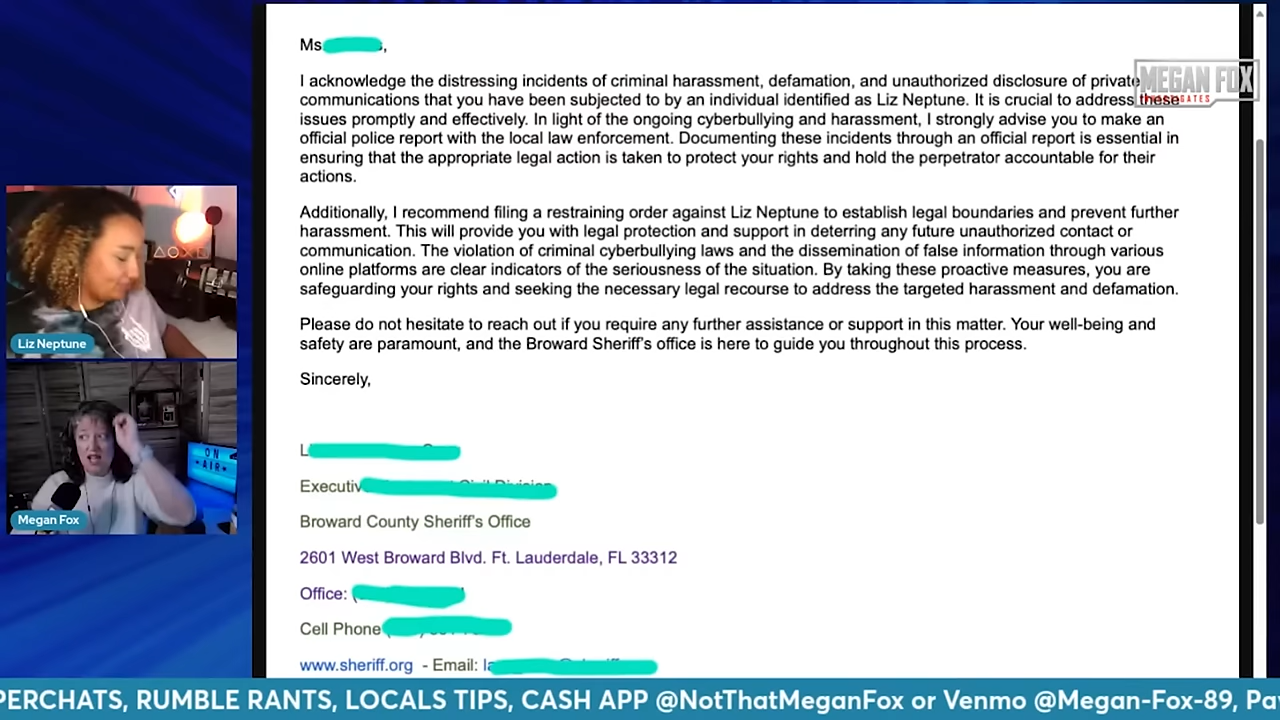 Ms
I acknowledge the distressing incidents of criminal harassment, defamation, and unauthorized disclosure of private
communications that you have been subjected to by an individual identified as Liz Neptune. It is crucial to address these
issues promptly and effectively. In light of the ongoing cyberbullying and harassment, I strongly advise you to make an
official police report with the local law enforcement. Documenting these incidents through an official report is essential in
ensuring that the appropriate legal action is taken to protect your rights and hold the perpetrator accountable for their
actions.
Additionally, I recommend filing a restraining order against Liz Neptune to establish legal boundaries and prevent further
harassment. This will provide you with legal protection and support in deterring any future unauthorized contact or
communication. The violation of criminal cyberbullying laws and the dissemination of false information through various
online platforms are clear indicators of the seriousness of the situation. By taking these proactive measures, you are
safeguarding your rights and seeking the necessary legal recourse to address the targeted harassment and defamation.
Please do not hesitate to reach out if you require any further assistance or support in this matter. Your well-being and
safety are paramount, and the Broward Sheriff's office is here to guide you throughout this process.
Sincerely,
Broward County Sheriff's Office
2601 West Broward Blvd. Ft. Lauderdale, FL 33312
Office:
Cell Phone
www.sheriff.org - Email:
MEGAN FOX
INVESTIGATES
Liz Neptune
ON
AIR
Megan Fox
PERCHATS, RUMBLE RANTS, LOCALS TIPS, CASH APP @NotThatMeganFox or Venmo @Megan-Fox-89, Pa